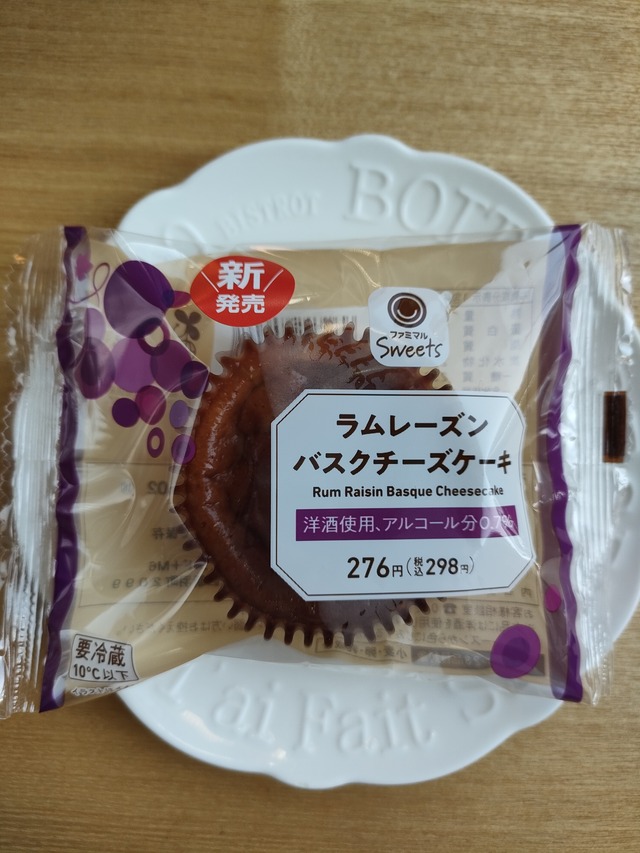 BISTROT
新
発売
ファミマル
Sweets
ラムレーズン
バスクチーズケーキ
Rum Raisin Basque Cheesecake
洋酒使用、アルコール分0.7%
276円(税込298円)
要冷蔵
10℃以下
ai Fait